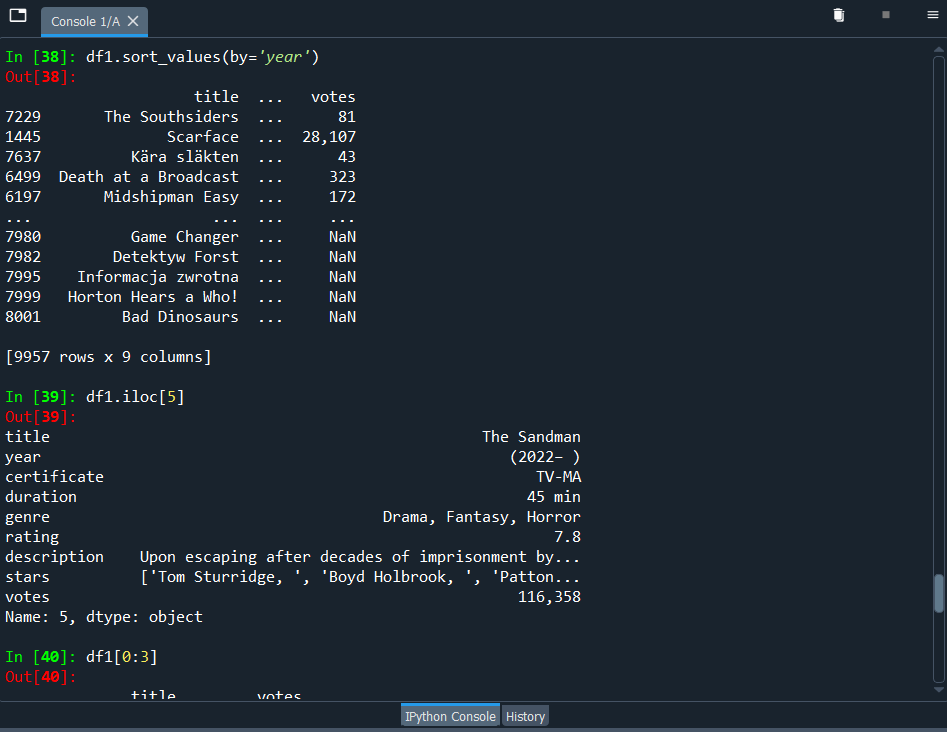 Console 1/A
In [38]: df1.sort_values(by='year')
Out[38]:
title ... votes
7229 The Southsiders ... 81
1445 Scarface ... 28,107
7637 Kära släkten ... 43
6499 Death at a Broadcast ... 323
6197 Midshipman Easy ... 172
... ... ... ...
7980 Game Changer ... NaN
7982 Detektyw Forst ... NaN
7995 Informacja zwrotna ... NaN
7999 Horton Hears a Who! ... NaN
8001 Bad Dinosaurs ... NaN
[9957 rows x 9 columns]
In [39]: df1.iloc[5]
Out[39]:
title The Sandman
year (2022– )
certificate TV-MA
duration 45 min
genre Drama, Fantasy, Horror
rating 7.8
description Upon escaping after decades of imprisonment by...
stars ['Tom Sturridge, ', 'Boyd Holbrook, ', 'Patton...
votes 116,358
Name: 5, dtype: object
In [40]: df1[0:3]
Out[40]:
title votes
IPython Console History